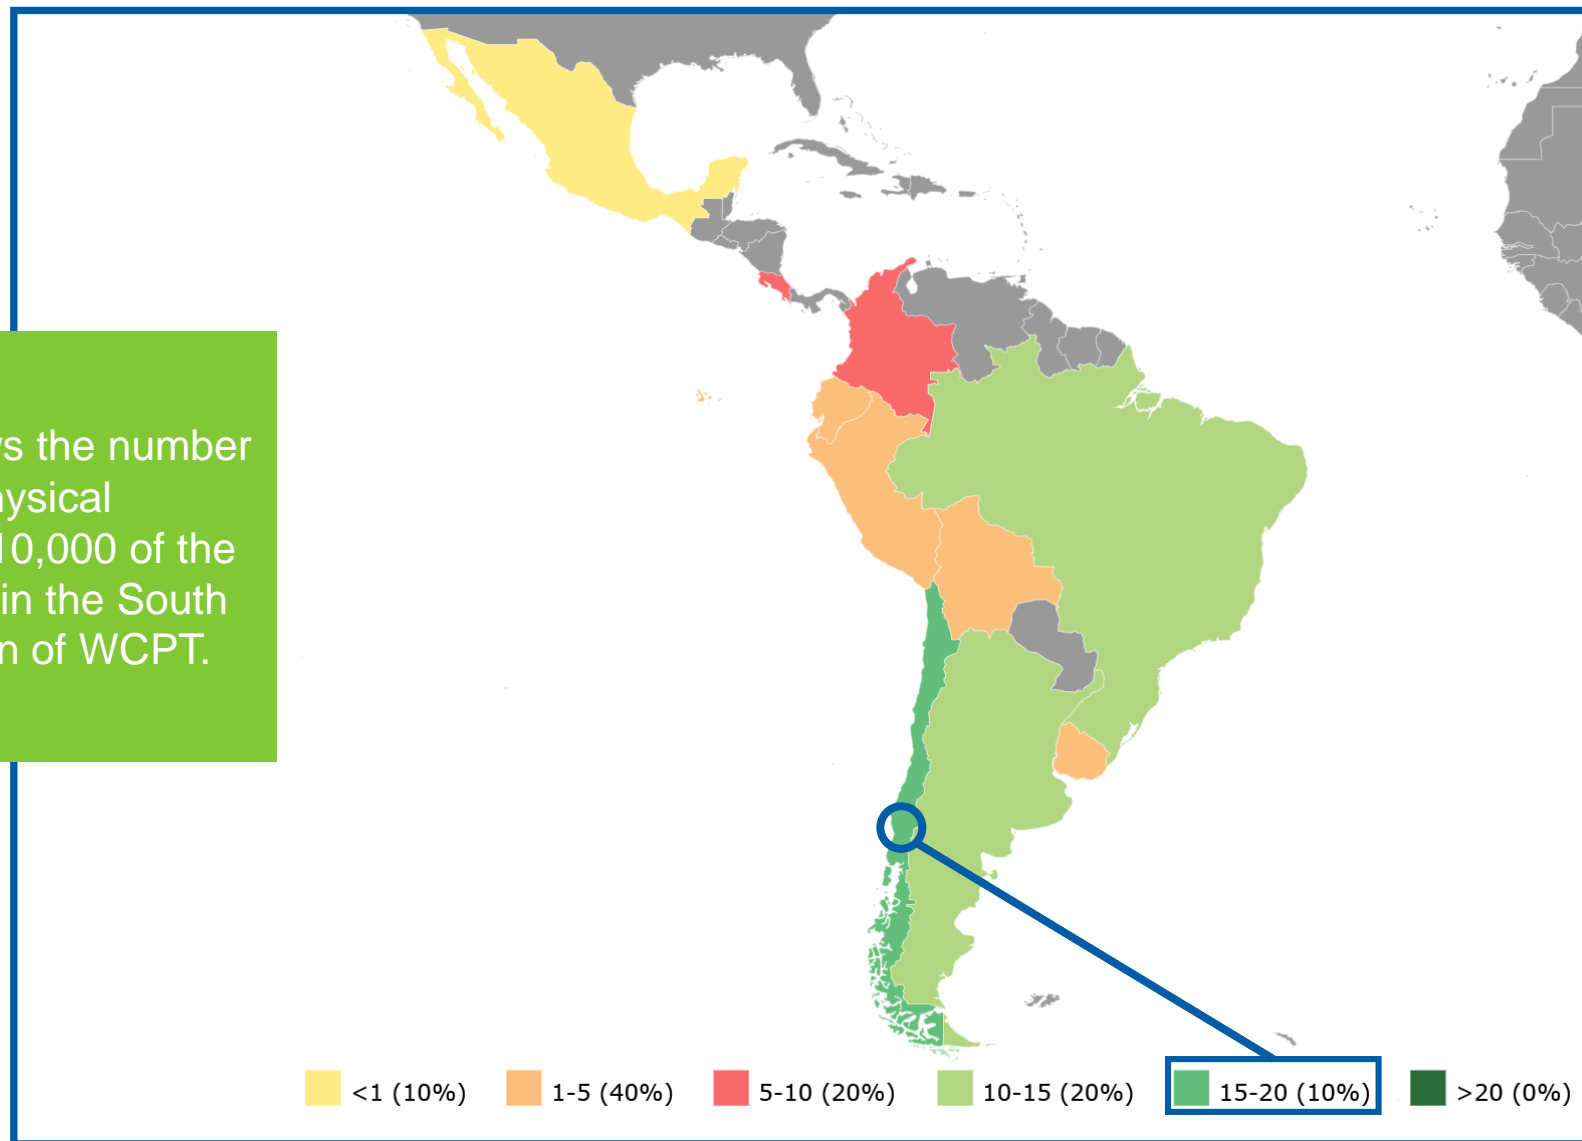 the number
10,000 of the
in the South
of WCPT.
<1 (10%)
1-5 (40%)
5-10 (20%)
10-15 (20%)
15-20 (10%)
>20 (0%)